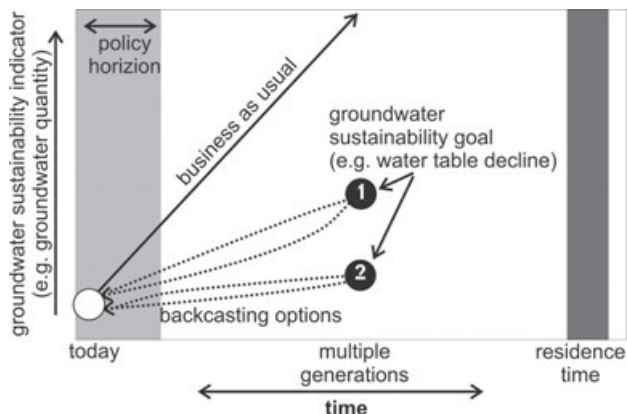 groundwater sustainability indicator
(e.g. groundwater quantity)
policy
horizion
business as usual
groundwater
sustainability goal
(e.g. water table decline)
1
2
backcasting options
today
multiple
generations
residence
time
time